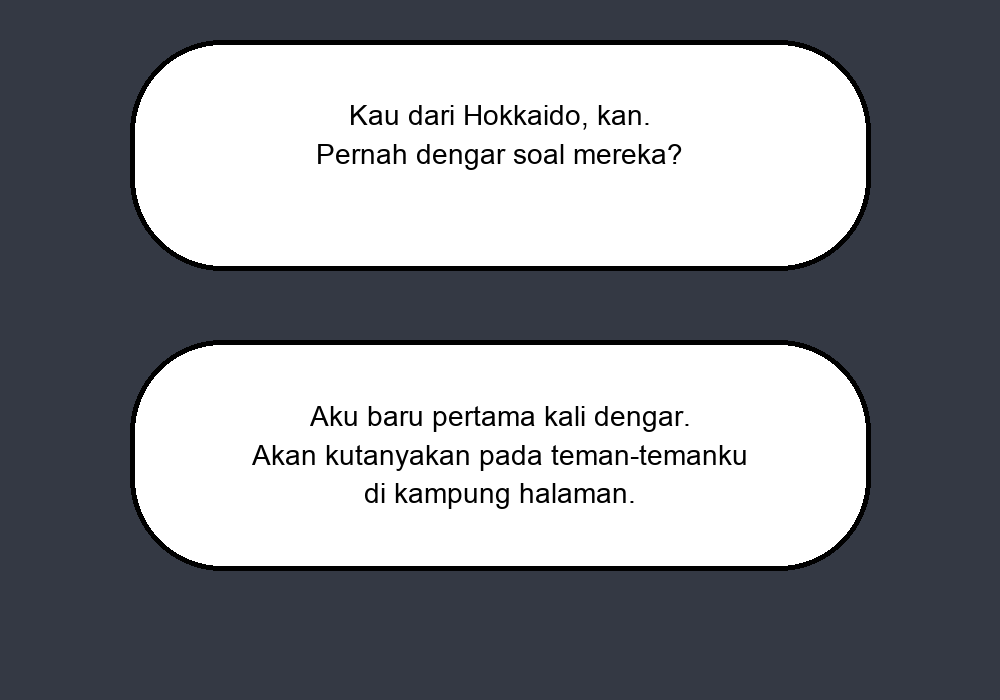 Kau dari Hokkaido, kan.
Pernah dengar soal mereka?
Aku baru pertama kali dengar.
Akan kutanyakan pada teman-temanku
di kampung halaman.